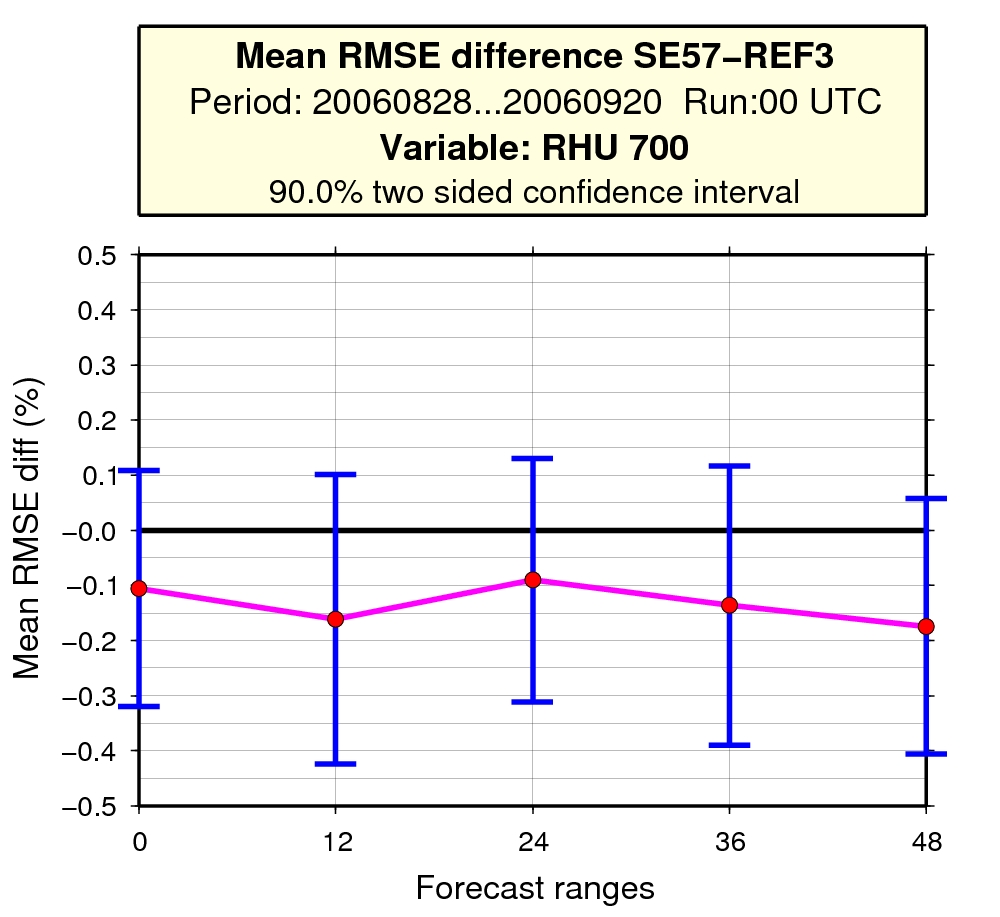 Mean RMSE difference SE57−REF3
Period: 20060828...20060920 Run:00 UTC
Variable: RHU 700
90.0% two sided confidence interval
0.5
0.4
0.3
0.2
0.1
−0.0
−0.1
−0.2
−0.3
−0.4
−0.5
Mean RMSE diff (%)
0 12 24 36 48
Forecast ranges